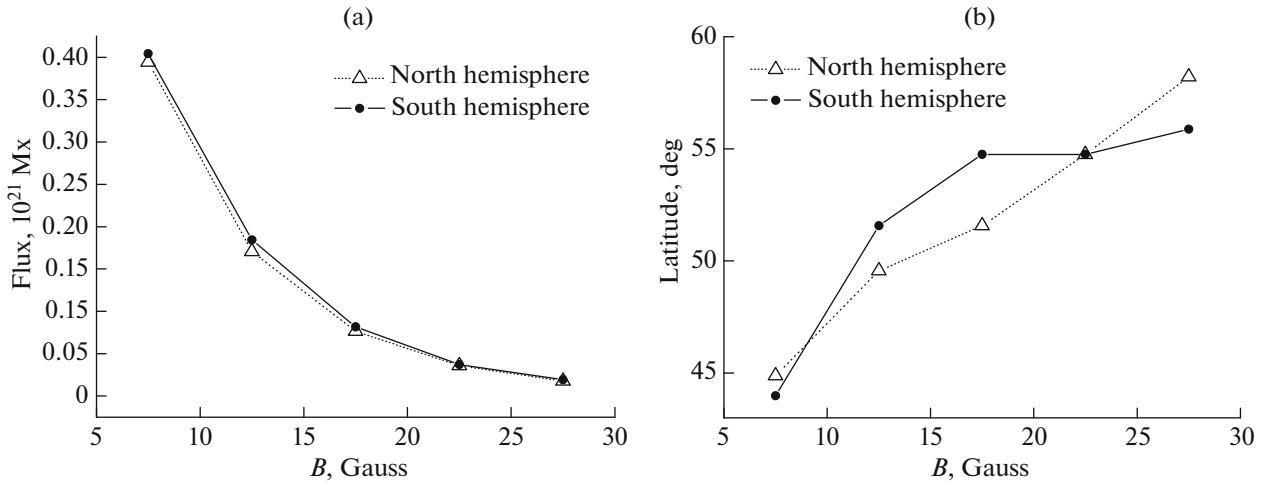 (a)
0.40
0.35
0.30
0.25
0.20
0.15
0.15
0.05
0
Flux, 10²¹ Mx
North hemisphere
South hemisphere
5 10 15 20 25 30
B, Gauss
(b)
60
55
50
45
Latitude, deg
North hemisphere
South hemisphere
5 10 15 20 25 30
B, Gauss